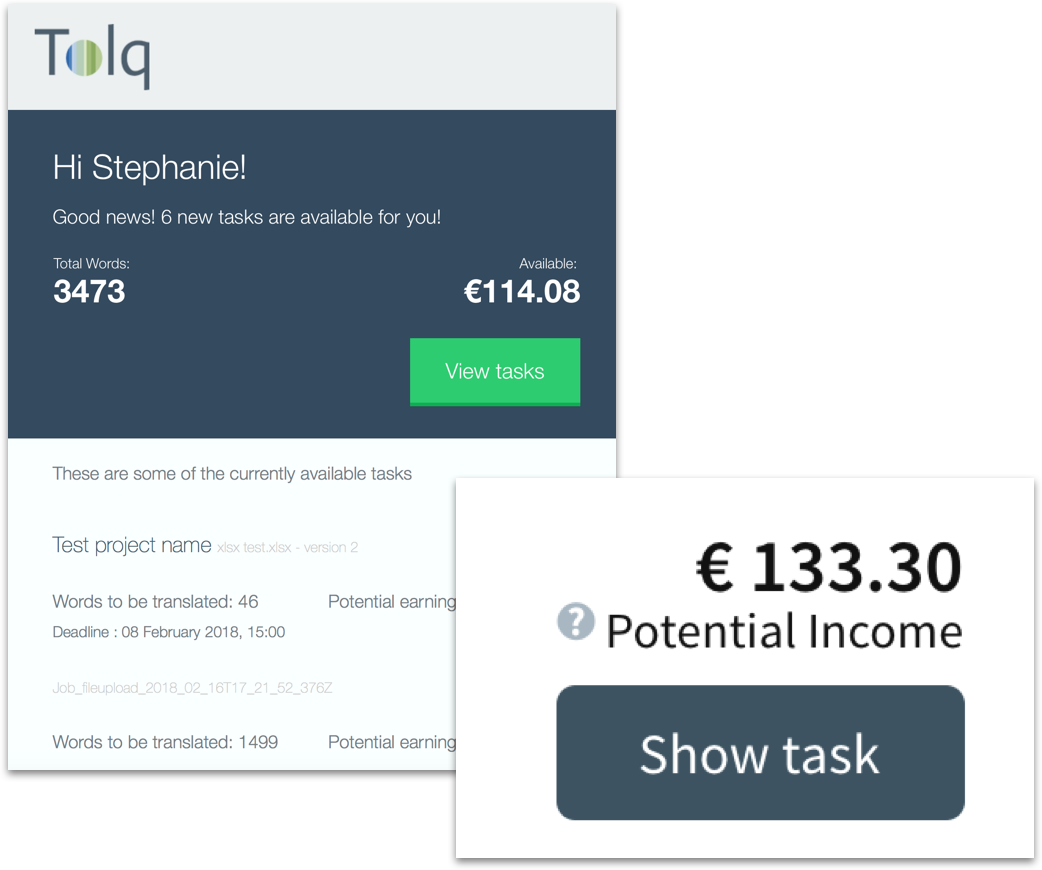 Tolq
Hi Stephanie!
Good news! 6 new tasks are available for you!
Total Words:
3473
Available:
€114.08
View tasks
These are some of the currently available tasks
Test project name xlsx test.xlsx - version 2
Words to be translated: 46 Potential earning
Deadline : 08 February 2018, 15:00
Job_fileupload_2018_02_16T17_21_52_376Z
Words to be translated: 1499 Potential earning
€ 133.30
? Potential Income
Show task